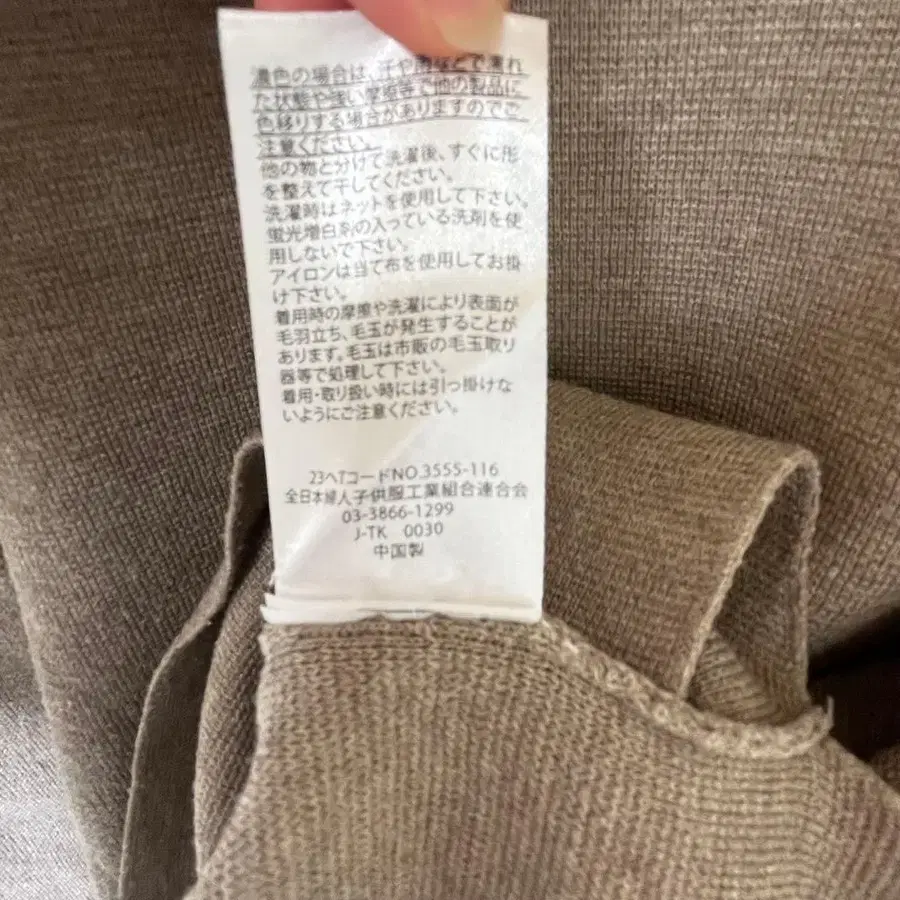 濃色の場合は、汗や雨などで濡れ
た状態や強い摩擦等で他の製品に
色移りする場合がありますのでご
注意ください。
他の物と分けて洗濯後、すぐに形
を整えて干してください。
洗濯時はネットを使用して下さい。
蛍光増白剤の入っている洗剤を使
用しないで下さい。
アイロンは当て布を使用してお掛
け下さい。
着用時の摩擦や洗濯により表面が
毛羽立ち、毛玉が発生することが
あります。毛玉は市販の毛玉取り
器等で処理して下さい。
着用・取り扱い時には引っ掛けな
いようにご注意ください。
23ヘTコードNO.3555-116
全日本婦人子供服工業組合連合会
03-3866-1299
J-TK 0030
中国製